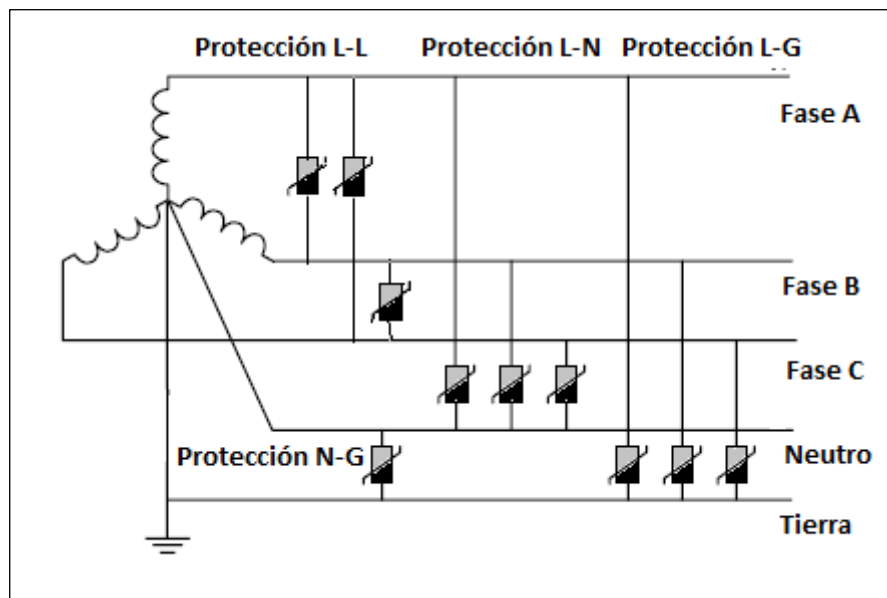 Protección L-L Protección L-N Protección L-G
Fase A
Fase B
Fase C
Protección N-G Neutro
Tierra